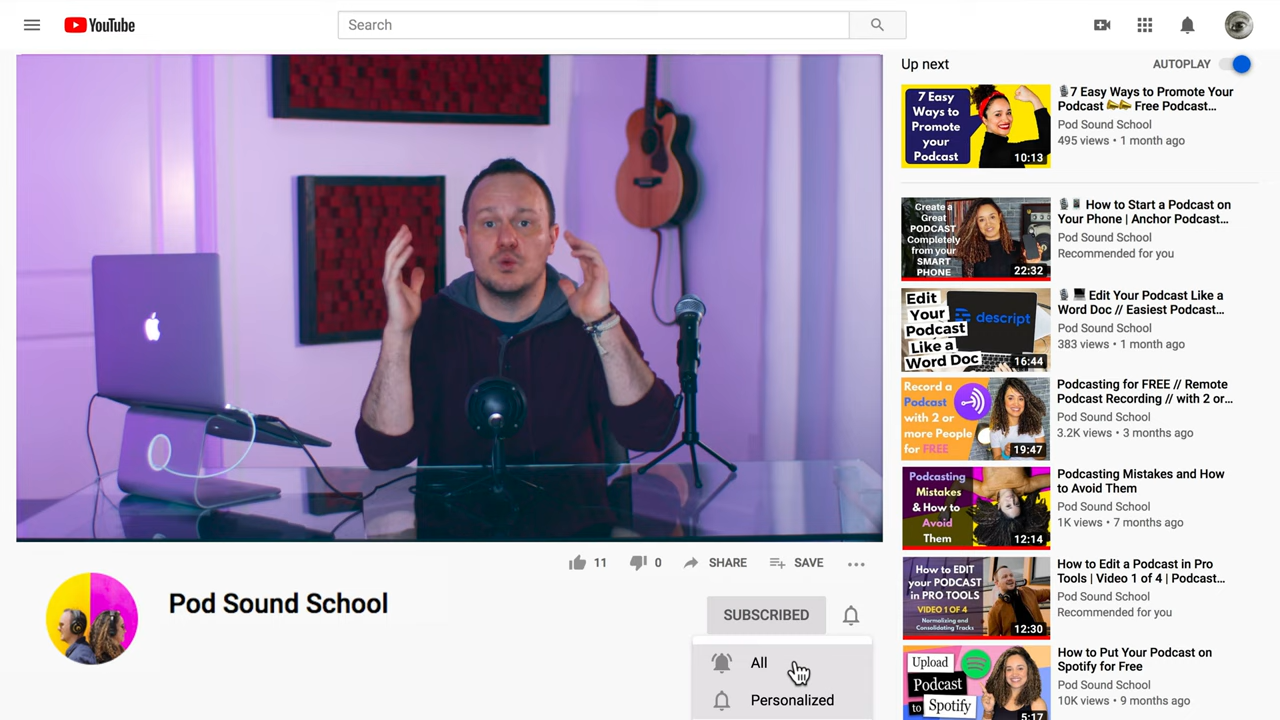 YouTube
Search
Up next
AUTOPLAY
7 Easy
Ways to
Promote
your
Podcast
10:13
7 Easy Ways to Promote Your
Podcast Free Podcast...
Pod Sound School
495 views • 1 month ago
Create a
Great
PODCAST
Completely
from your
SMART
PHONE
22:32
How to Start a Podcast on
Your Phone | Anchor Podcast...
Pod Sound School
Recommended for you
Edit
Your
Podcast
Like a
Word Doc
descript
16:44
Edit Your Podcast Like a
Word Doc // Easiest Podcast...
Pod Sound School
383 views • 1 month ago
Record a
Podcast
with 2 or
more People
for FREE
19:47
Podcasting for FREE // Remote
Podcast Recording // with 2 or...
Pod Sound School
3.2K views • 3 months ago
Podcasting
Mistakes
& How to
Avoid
Them
12:14
Podcasting Mistakes and How
to Avoid Them
Pod Sound School
1K views • 7 months ago
How to EDIT
your PODCAST
in PRO TOOLS
VIDEO 1 OF 4
Normalizing and
Consolidating Tracks
12:30
How to Edit a Podcast in Pro
Tools | Video 1 of 4 | Podcast...
Pod Sound School
Recommended for you
Upload
Podcast
to Spotify
5:17
How to Put Your Podcast on
Spotify for Free
Pod Sound School
10K views • 9 months ago
11
0
SHARE
SAVE
Pod Sound School
SUBSCRIBED
All
Personalized